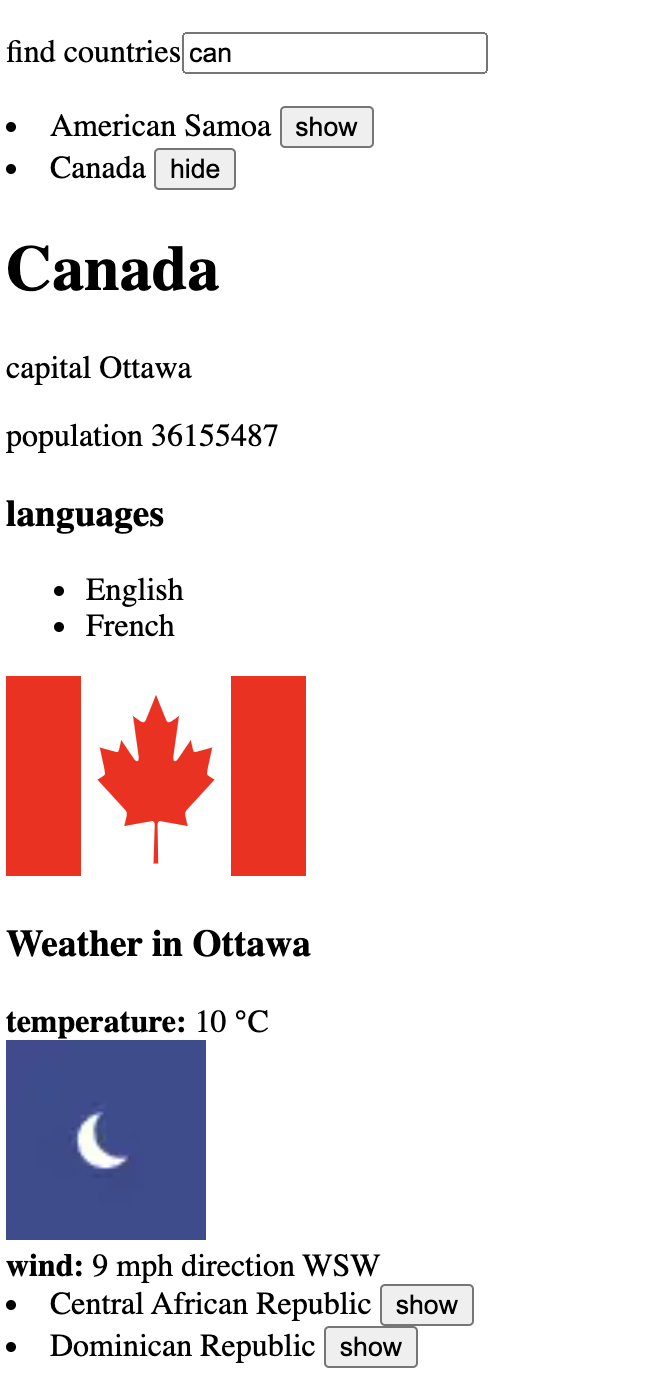 find countries can
American Samoa show
Canada hide
Canada
capital Ottawa
population 36155487
languages
English
French
Weather in Ottawa
temperature: 10 °C
wind: 9 mph direction WSW
Central African Republic show
Dominican Republic show